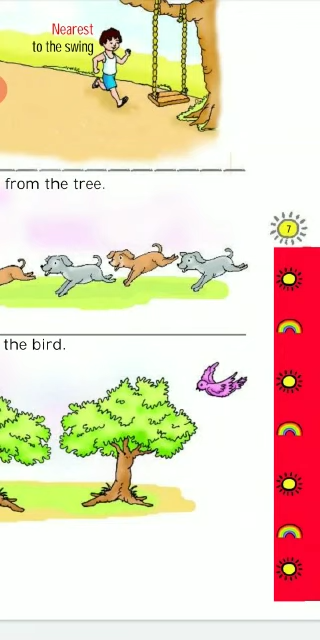 Nearest
to the swing
from the tree.
7
the bird.